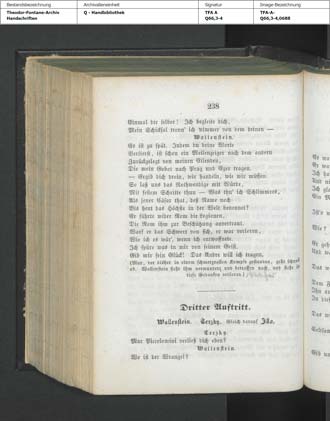 Bestandsbezeichnung
Archivalieneinheit
Signatur
Image-Bezeichnung
Theodor-Fontane-Archiv
Handschriften
Q - Handbibliothek
TFA A
Q66,3-4
TFA-A-
Q66,3-4,0688
238
Einmal dir selber! Ich begleite dich,
Mein Schicksal trenn' ich nimmer von dem deinen —
Wallenstein.
Es ist zu spät. Indem du deine Worte
Verlierst, ist schon ein Meilenzeiger nach dem andern
Zurückgelegt von meinen Eilenden,
Die mein Gebot nach Prag und Eger tragen.
— Ergib dich drein, wir handeln, wie wir müssen.
So laß uns das Nothwendige mit Würde,
Mit festem Schritte thun — Was thu' ich Schlimmres,
Als jener Cäsar that, deß Name noch
Bis heut das Höchste in der Welt benennet?
Er führte wider Rom die Legionen,
Die Rom ihm zur Beschützung anvertraut.
Warf er das Schwert von sich, er war verloren,
Wie ich es wär', wenn ich entwaffnete.
Ich spüre was in mir von seinem Geist.
Gib mir sein Glück! Das Andre will ich tragen.
(Max, der bisher in einem schmerzvollen Kampfe gestanden, geht schnell
ab. Wallenstein sieht ihm verwundert und betroffen nach, und steht in
tiefe Gedanken verloren.)
Dritter Auftritt.
Wallenstein. Terzky. Gleich darauf Illo.
Terzky.
Max Piccolomini verließ dich eben?
Wallenstein.
Wo ist der Wrangel?